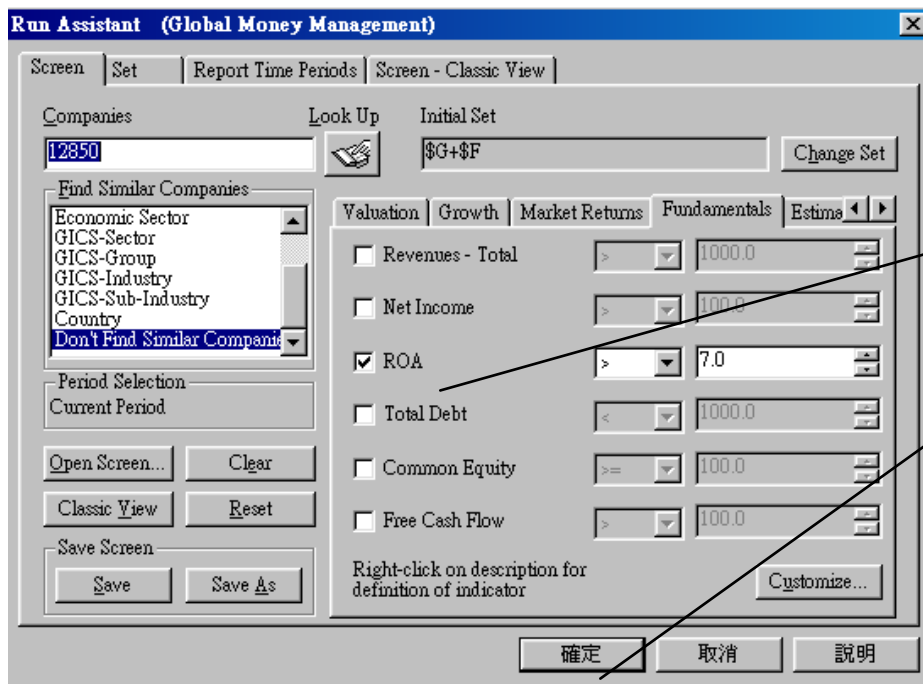 Run Assistant (Global Money Management)
Screen Set Report Time Periods Screen - Classic View
Companies Look Up Initial Set
12850 $G+$F Change Set
Find Similar Companies
Economic Sector
GICS-Sector
GICS-Group
GICS-Industry
GICS-Sub-Industry
Country
Don't Find Similar Companie
Period Selection
Current Period
Open Screen... Clear
Classic View Reset
Save Screen
Save Save As
Valuation Growth Market Returns Fundamentals Estima
Revenues - Total > 1000.0
Net Income > 100.0
ROA > 7.0
Total Debt < 1000.0
Common Equity >= 100.0
Free Cash Flow > 100.0
Right-click on description for
definition of indicator
Customize...
確定 取消 說明